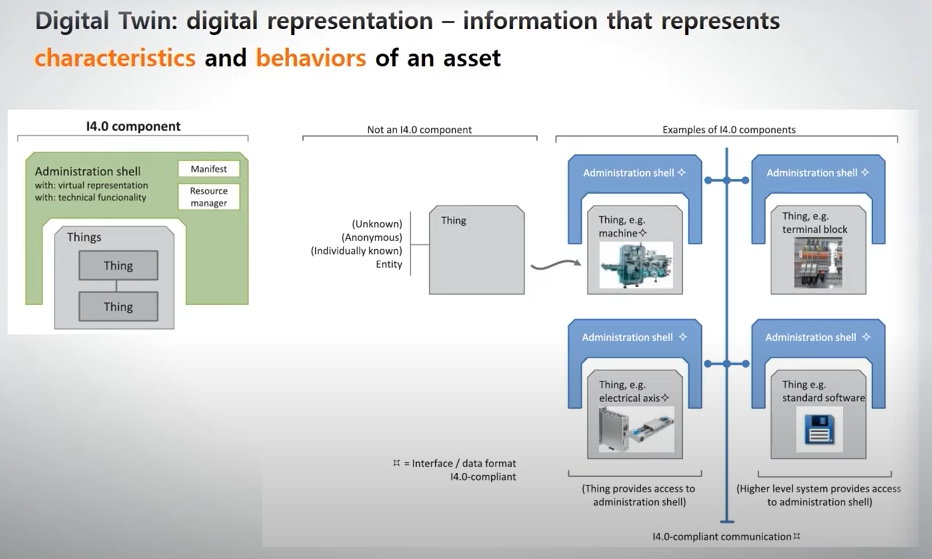 Digital Twin: digital representation – information that represents
characteristics and behaviors of an asset
I4.0 component
Administration shell
with: virtual representation
with: technical funcionality
Manifest
Resource
manager
Things
Thing
Thing
Not an I4.0 component
(Unknown)
(Anonymous)
(Individually known)
Entity
Thing
Examples of I4.0 components
Administration shell ✧
Thing, e.g.
machine✧
Administration shell ✧
Thing, e.g.
terminal block
Administration shell ✧
Thing, e.g.
electrical axis✧
Administration shell ✧
Thing e.g.
standard software
⌗ = Interface / data format
I4.0-compliant
(Thing provides access to
administration shell)
(Higher level system provides access
to administration shell)
I4.0-compliant communication⌗